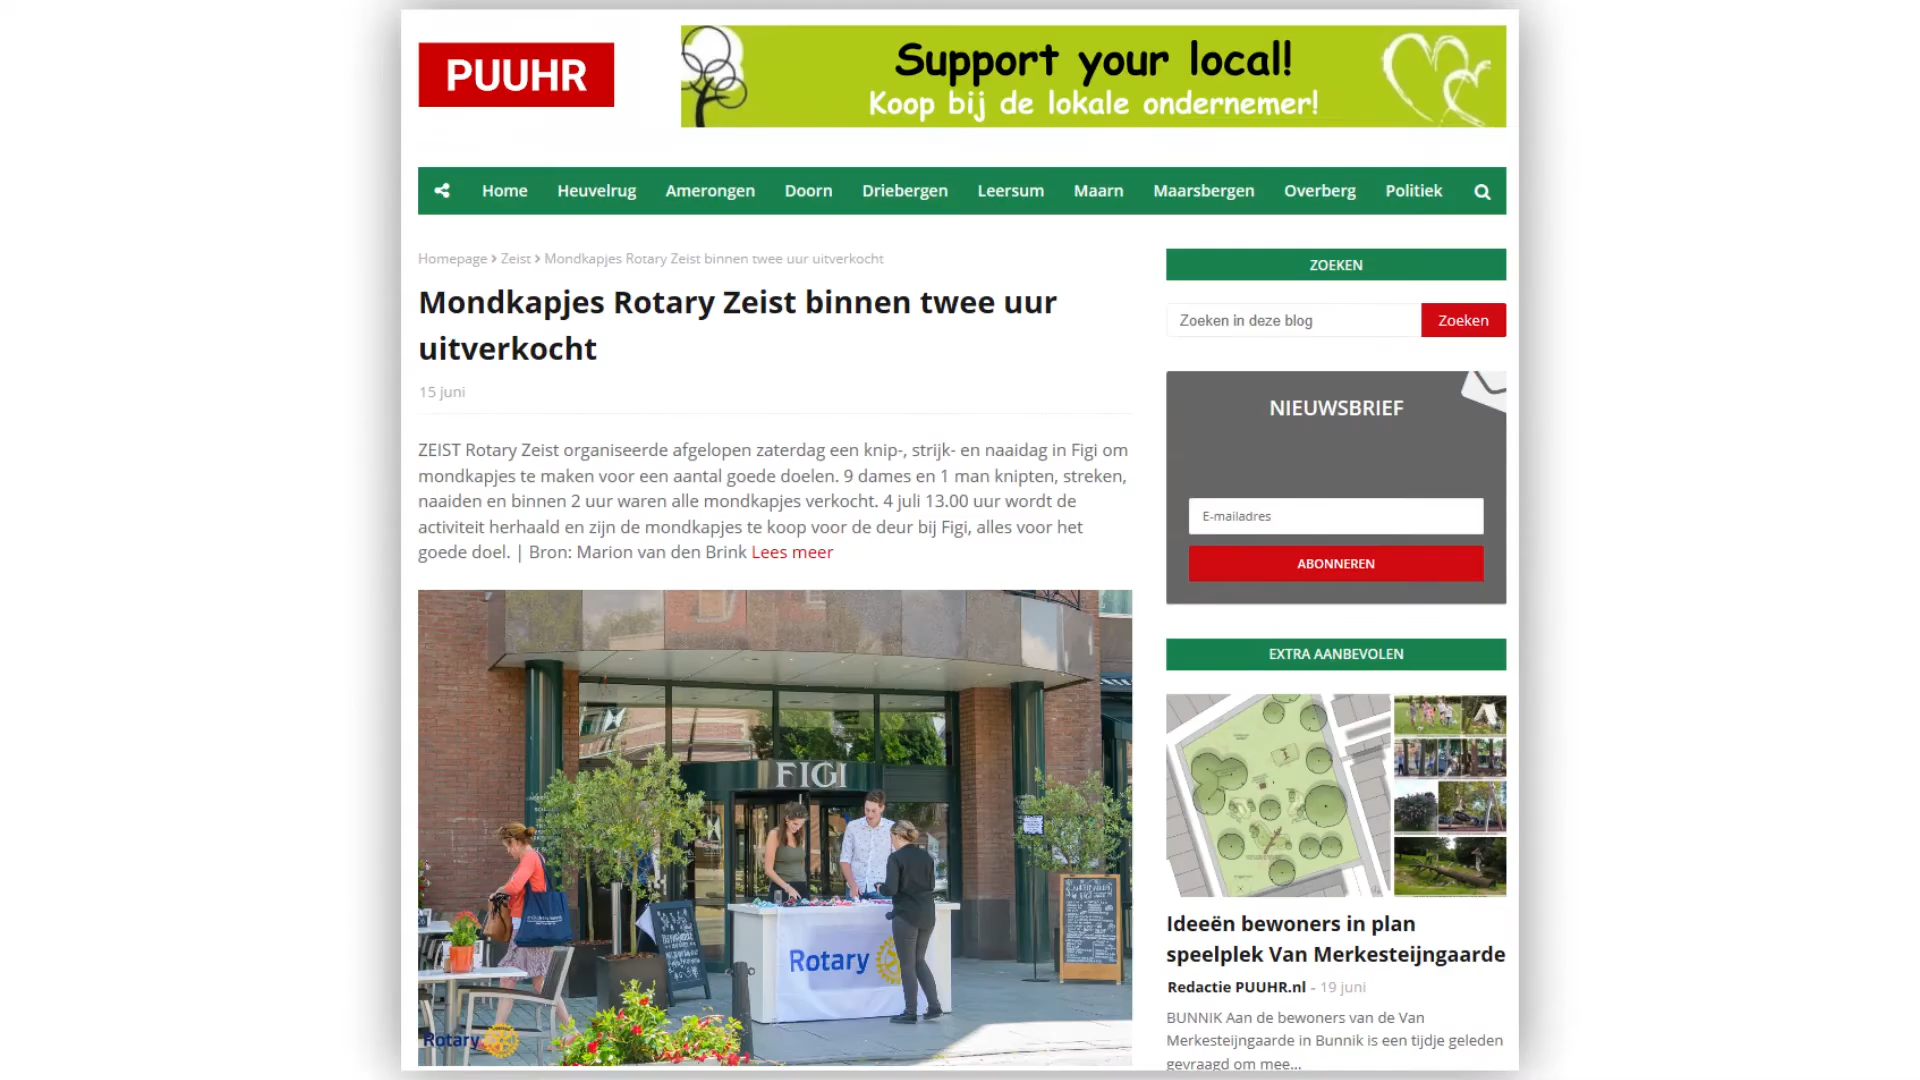 PUUHR
Support your local!
Koop bij de lokale ondernemer!
Home Heuvelrug Amerongen Doorn Driebergen Leersum Maarn Maarsbergen Overberg Politiek
Homepage > Zeist > Mondkapjes Rotary Zeist binnen twee uur uitverkocht
Mondkapjes Rotary Zeist binnen twee uur
uitverkocht
15 juni
ZEIST Rotary Zeist organiseerde afgelopen zaterdag een knip-, strijk- en naaidag in Figi om
mondkapjes te maken voor een aantal goede doelen. 9 dames en 1 man knipten, streken,
naaiden en binnen 2 uur waren alle mondkapjes verkocht. 4 juli 13.00 uur wordt de
activiteit herhaald en zijn de mondkapjes te koop voor de deur bij Figi, alles voor het
goede doel. | Bron: Marion van den Brink Lees meer
FIGI
Rotary
Rotary
ZOEKEN
Zoeken in deze blog
Zoeken
NIEUWSBRIEF
E-mailadres
ABONNEREN
EXTRA AANBEVOLEN
Ideeën bewoners in plan
speelplek Van Merkesteijngaarde
Redactie PUUHR.nl - 19 juni
BUNNIK Aan de bewoners van de Van
Merkesteijngaarde in Bunnik is een tijdje geleden
gevraagd om mee...